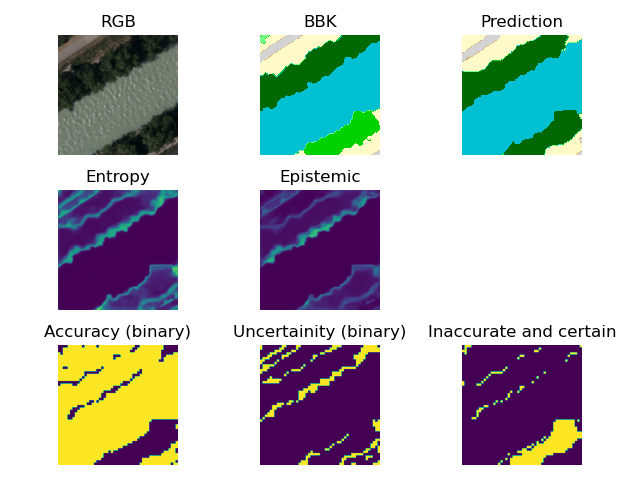 RGB
BBK
Prediction
Entropy
Epistemic
Accuracy (binary)
Uncertainity (binary)
Inaccurate and certain